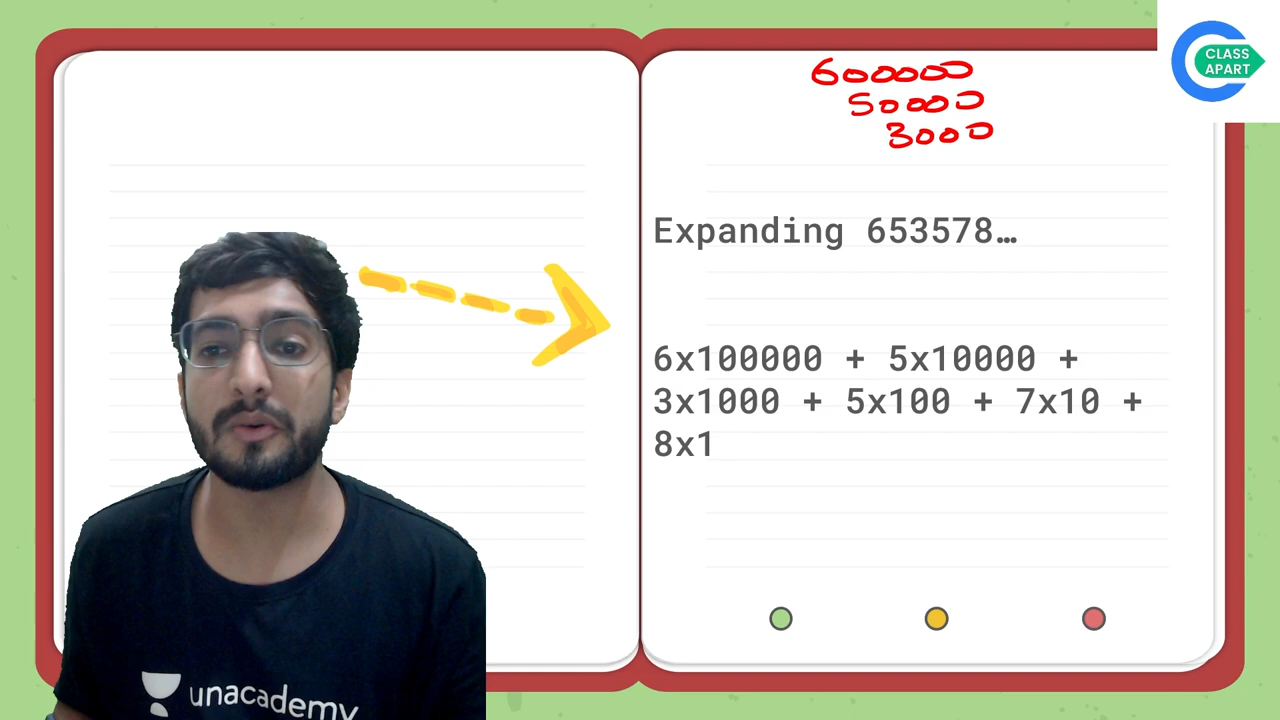 CLASS
APART
600000
50000
3000
Expanding 653578…
6x100000 + 5x10000 +
3x1000 + 5x100 + 7x10 +
8x1
unacademy